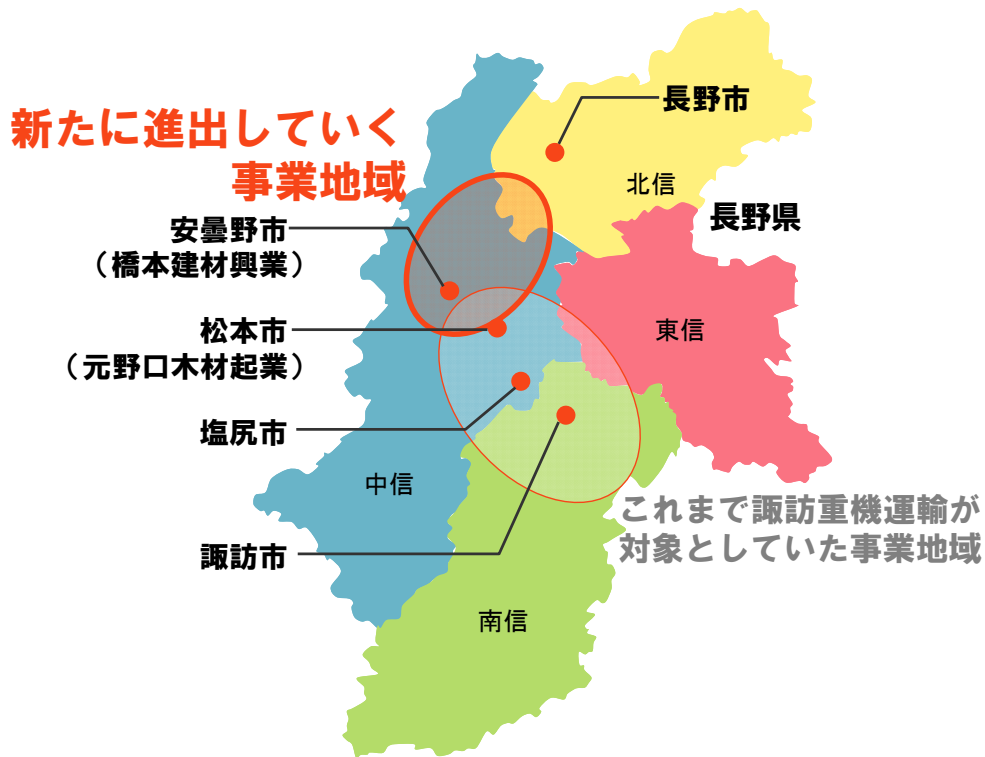 新たに進出していく
事業地域
長野市
北信
長野県
安曇野市
（橋本建材興業）
松本市
（元野口木材起業）
東信
塩尻市
中信
これまで諏訪重機運輸が
対象としていた事業地域
諏訪市
南信